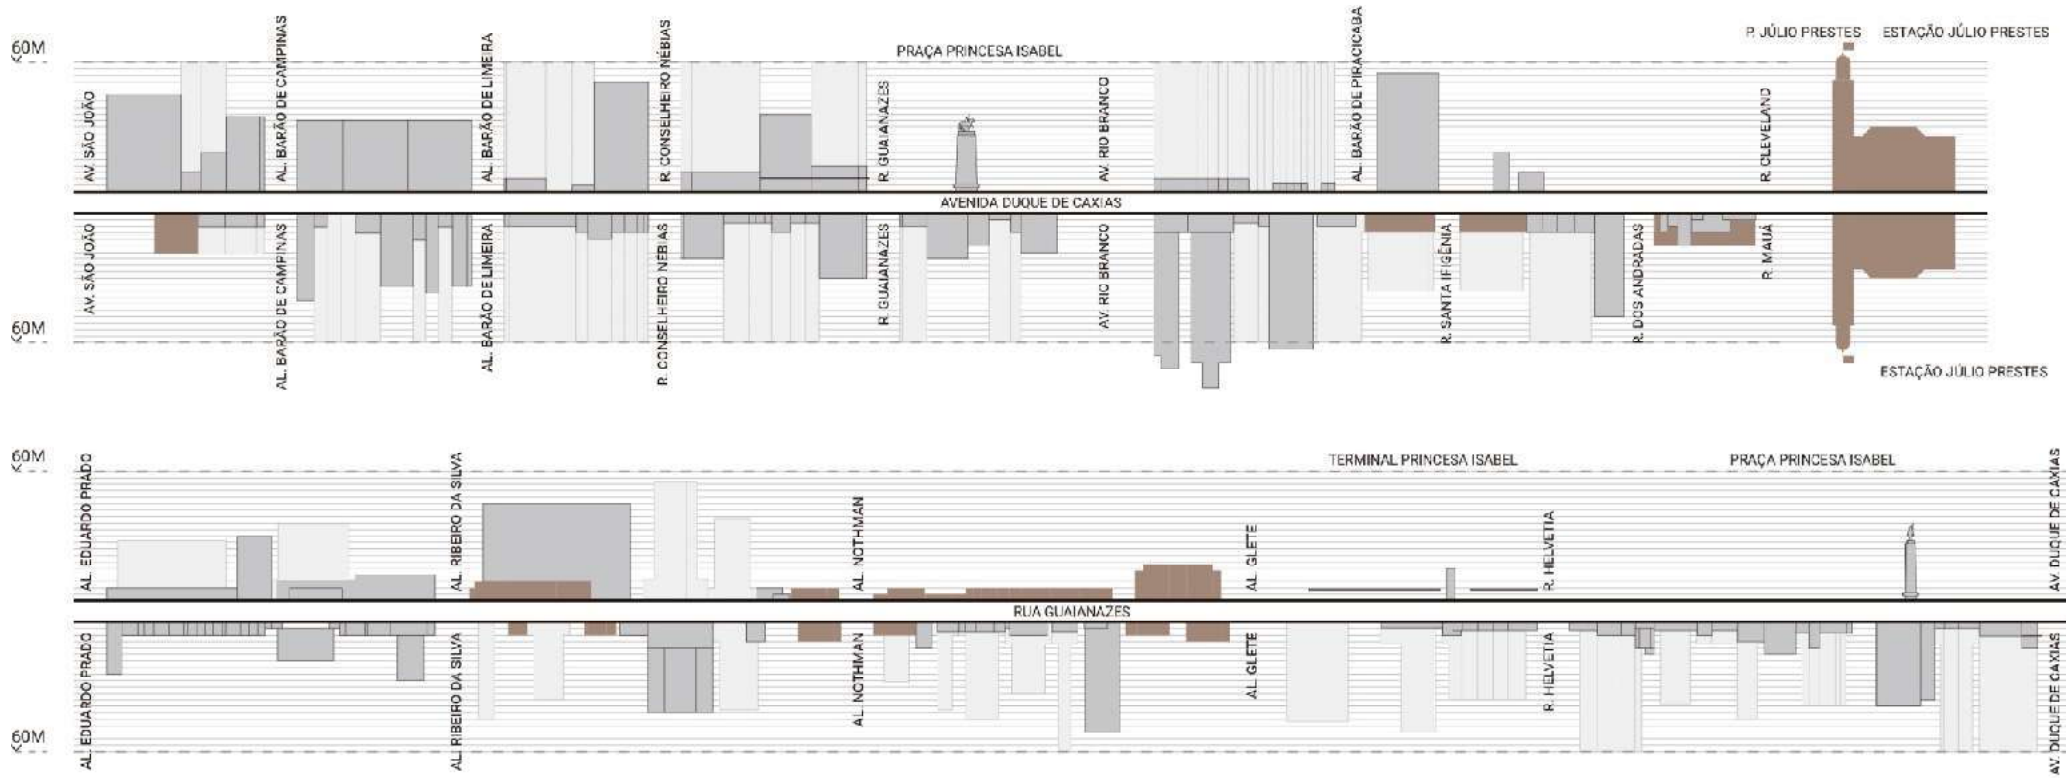 60M
AV. SÃO JOÃO
AL. BARÃO DE CAMPINAS
AL. BARÃO DE LIMEIRA
R. CONSELHEIRO NÉBIAS
R. GUAIANAZES
PRAÇA PRINCESA ISABEL
AV. RIO BRANCO
AL. BARÃO DE PIRACICABA
R. CLEVELAND
P. JÚLIO PRESTES
ESTAÇÃO JÚLIO PRESTES
AVENIDA DUQUE DE CAXIAS
60M
AV. SÃO JOÃO
AL. BARÃO DE CAMPINAS
AL. BARÃO DE LIMEIRA
R. CONSELHEIRO NÉBIAS
R. GUAIANAZES
AV. RIO BRANCO
R. SANTA IFIGÊNIA
R. DOS ANDRADAS
R. MAUÁ
ESTAÇÃO JÚLIO PRESTES
60M
AL. EDUARDO PRADO
AL. RIBEIRO DA SILVA
AL. NOTHMAN
AL. GLETE
TERMINAL PRINCESA ISABEL
R. HELVETIA
PRAÇA PRINCESA ISABEL
AV. DUQUE DE CAXIAS
RUA GUAIANAZES
60M
AL. EDUARDO PRADO
AL. RIBEIRO DA SILVA
AL. NOTHMAN
AL. GLETE
R. HELVETIA
AV. DUQUE DE CAXIAS